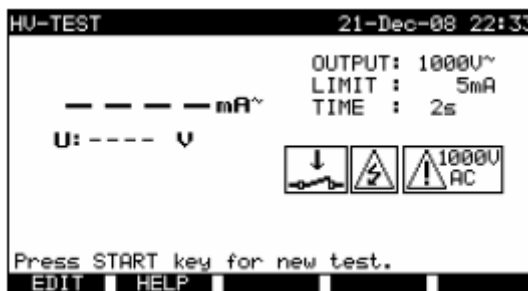 HV-TEST 21-Dec-08 22:33
OUTPUT: 1000V~
LIMIT : 5mA
TIME : 2s
– – – – mA~
U: ---- V
1000V
AC
Press START key for new test.
EDIT HELP